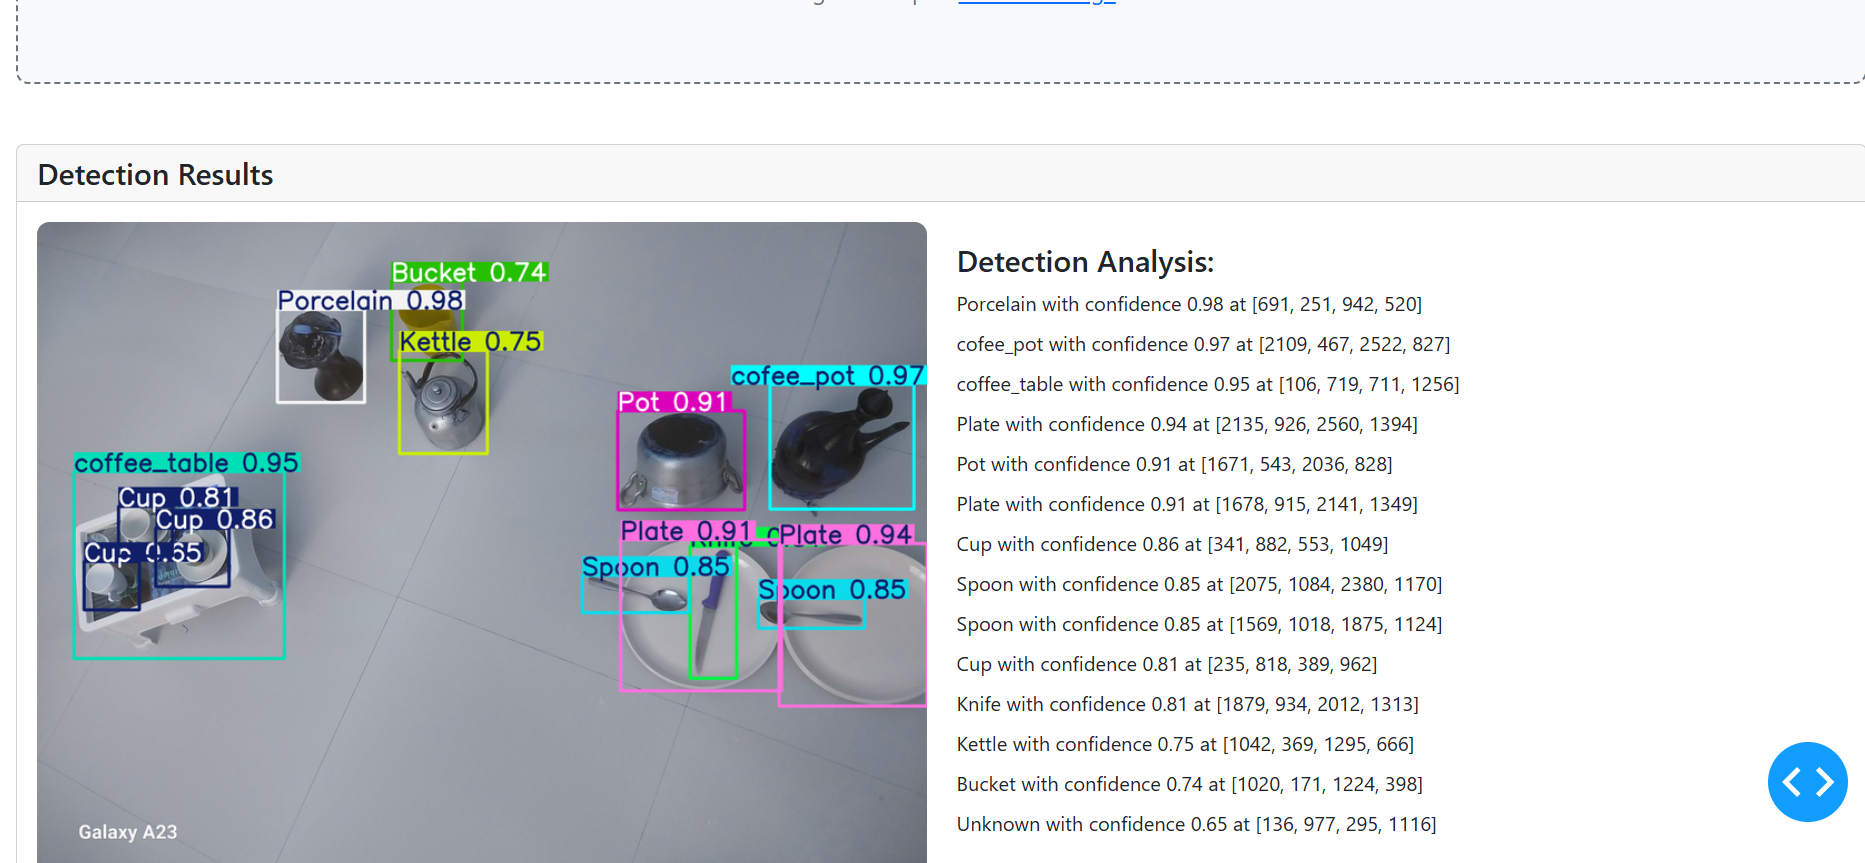 Detection Results
Bucket 0.74
Porcelain 0.98
Kettle 0.75
cofee_pot 0.97
Pot 0.91
coffee_table 0.95
Cup 0.81
Cup 0.86
Cup 0.65
Plate 0.91
Plate 0.94
Spoon 0.85
Spoon 0.85
Galaxy A23
Detection Analysis:
Porcelain with confidence 0.98 at [691, 251, 942, 520]
cofee_pot with confidence 0.97 at [2109, 467, 2522, 827]
coffee_table with confidence 0.95 at [106, 719, 711, 1256]
Plate with confidence 0.94 at [2135, 926, 2560, 1394]
Pot with confidence 0.91 at [1671, 543, 2036, 828]
Plate with confidence 0.91 at [1678, 915, 2141, 1349]
Cup with confidence 0.86 at [341, 882, 553, 1049]
Spoon with confidence 0.85 at [2075, 1084, 2380, 1170]
Spoon with confidence 0.85 at [1569, 1018, 1875, 1124]
Cup with confidence 0.81 at [235, 818, 389, 962]
Knife with confidence 0.81 at [1879, 934, 2012, 1313]
Kettle with confidence 0.75 at [1042, 369, 1295, 666]
Bucket with confidence 0.74 at [1020, 171, 1224, 398]
Unknown with confidence 0.65 at [136, 977, 295, 1116]